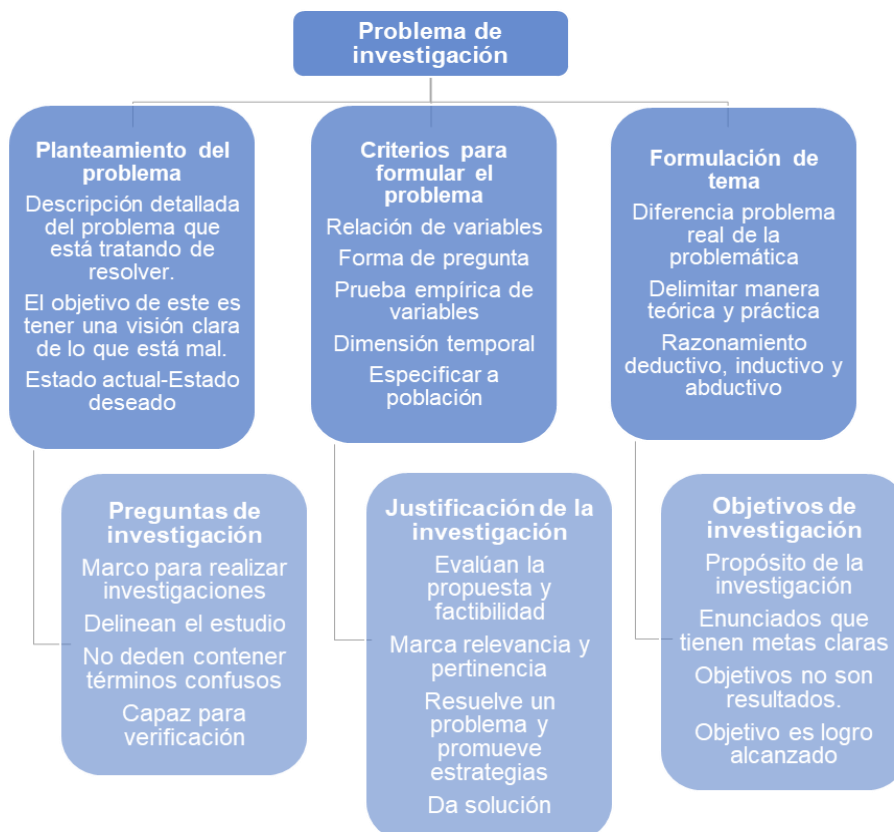 Problema de
investigación
Planteamiento del
problema
Descripción detallada
del problema que
está tratando de
resolver.
El objetivo de este es
tener una visión clara
de lo que está mal.
Estado actual-Estado
deseado
Criterios para
formular el
problema
Relación de variables
Forma de pregunta
Prueba empírica de
variables
Dimensión temporal
Especificar a
población
Formulación de
tema
Diferencia problema
real de la
problemática
Delimitar manera
teórica y práctica
Razonamiento
deductivo, inductivo y
abductivo
Preguntas de
investigación
Marco para realizar
investigaciones
Delinean el estudio
No deden contener
términos confusos
Capaz para
verificación
Justificación de la
investigación
Evalúan la
propuesta y
factibilidad
Marca relevancia y
pertinencia
Resuelve un
problema y
promueve
estrategias
Da solución
Objetivos de
investigación
Propósito de la
investigación
Enunciados que
tienen metas claras
Objetivos no son
resultados.
Objetivo es logro
alcanzado